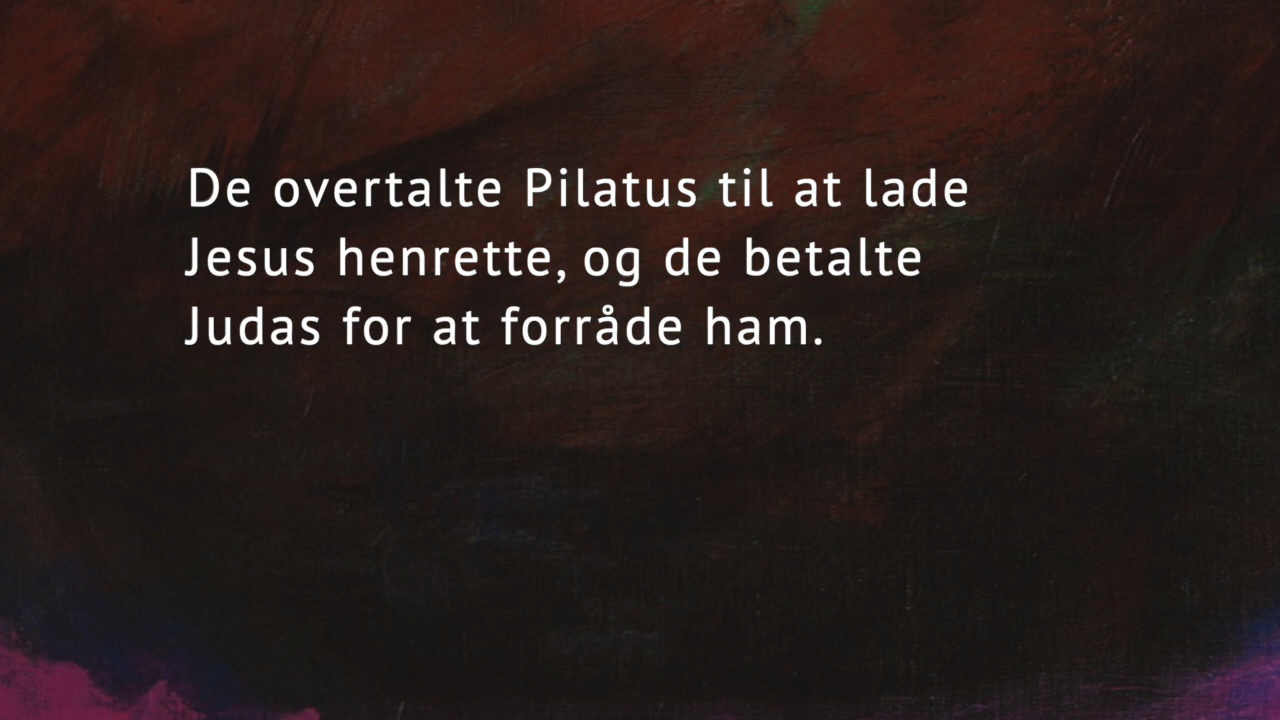 De overtalte Pilatus til at lade
Jesus henrette, og de betalte
Judas for at forråde ham.